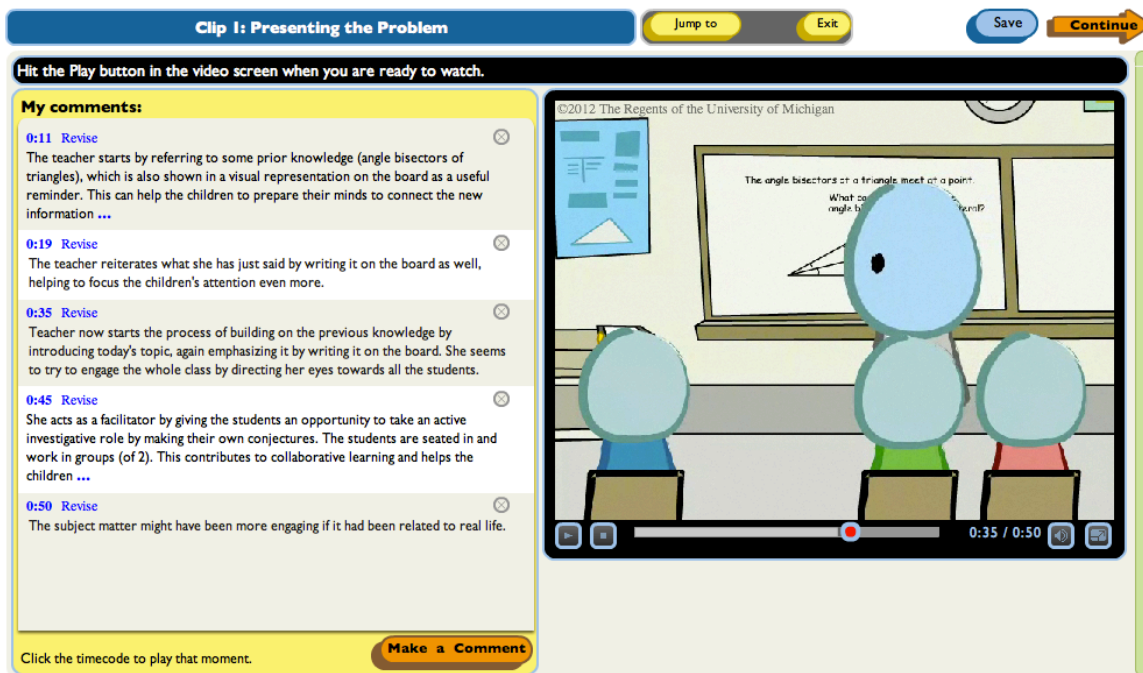 Clip 1: Presenting the Problem
Jump to
Exit
Save
Continue
Hit the Play button in the video screen when you are ready to watch.
My comments:
0:11 Revise
The teacher starts by referring to some prior knowledge (angle bisectors of
triangles), which is also shown in a visual representation on the board as a useful
reminder. This can help the children to prepare their minds to connect the new
information ...
0:19 Revise
The teacher reiterates what she has just said by writing it on the board as well,
helping to focus the children's attention even more.
0:35 Revise
Teacher now starts the process of building on the previous knowledge by
introducing today's topic, again emphasizing it by writing it on the board. She seems
to try to engage the whole class by directing her eyes towards all the students.
0:45 Revise
She acts as a facilitator by giving the students an opportunity to take an active
investigative role by making their own conjectures. The students are seated in and
work in groups (of 2). This contributes to collaborative learning and helps the
children ...
0:50 Revise
The subject matter might have been more engaging if it had been related to real life.
Click the timecode to play that moment.
Make a Comment
©2012 The Regents of the University of Michigan
The angle bisectors of a triangle meet at a point.
What
angle
0:35 / 0:50